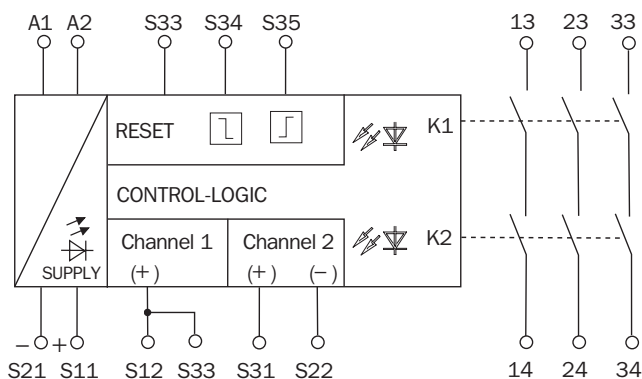 A1 A2 S33 S34 S35 13 23 33
RESET
K1
CONTROL-LOGIC
Channel 1 Channel 2 K2
SUPPLY (+) (+) (−)
− +
S21 S11 S12 S33 S31 S22 14 24 34